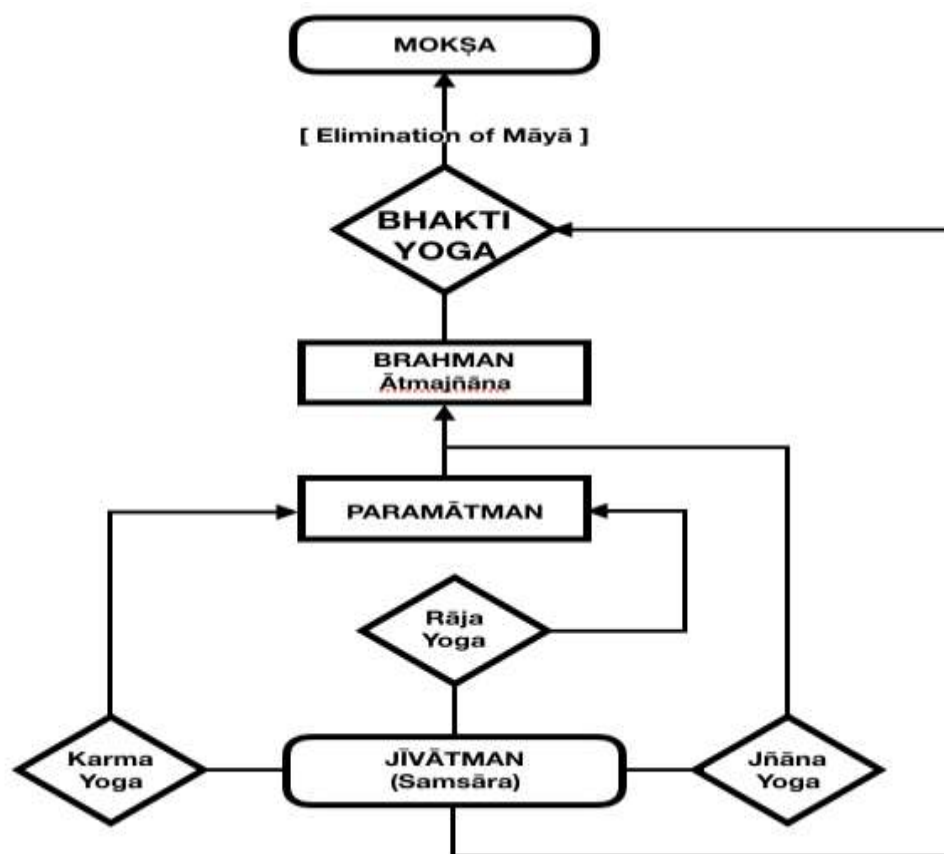 MOKṢA
[ Elimination of Māyā ]
BHAKTI
YOGA
BRAHMAN
Ātmajñāna
PARAMĀTMAN
Rāja
Yoga
Karma
Yoga
JĪVĀTMAN
(Samsāra)
Jñāna
Yoga